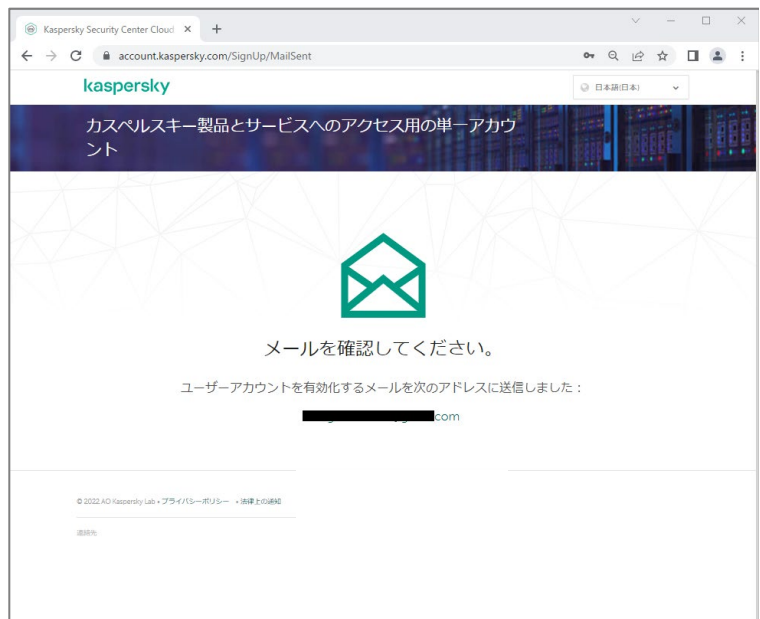 Kaspersky Security Center Cloud
account.kaspersky.com/SignUp/MailSent
kaspersky
日本語(日本)
カスペルスキー製品とサービスへのアクセス用の単一アカウ
ント
メールを確認してください。
ユーザーアカウントを有効化するメールを次のアドレスに送信しました：
com
© 2022 AO Kaspersky Lab • プライバシーポリシー • 法律上の通知
連絡先